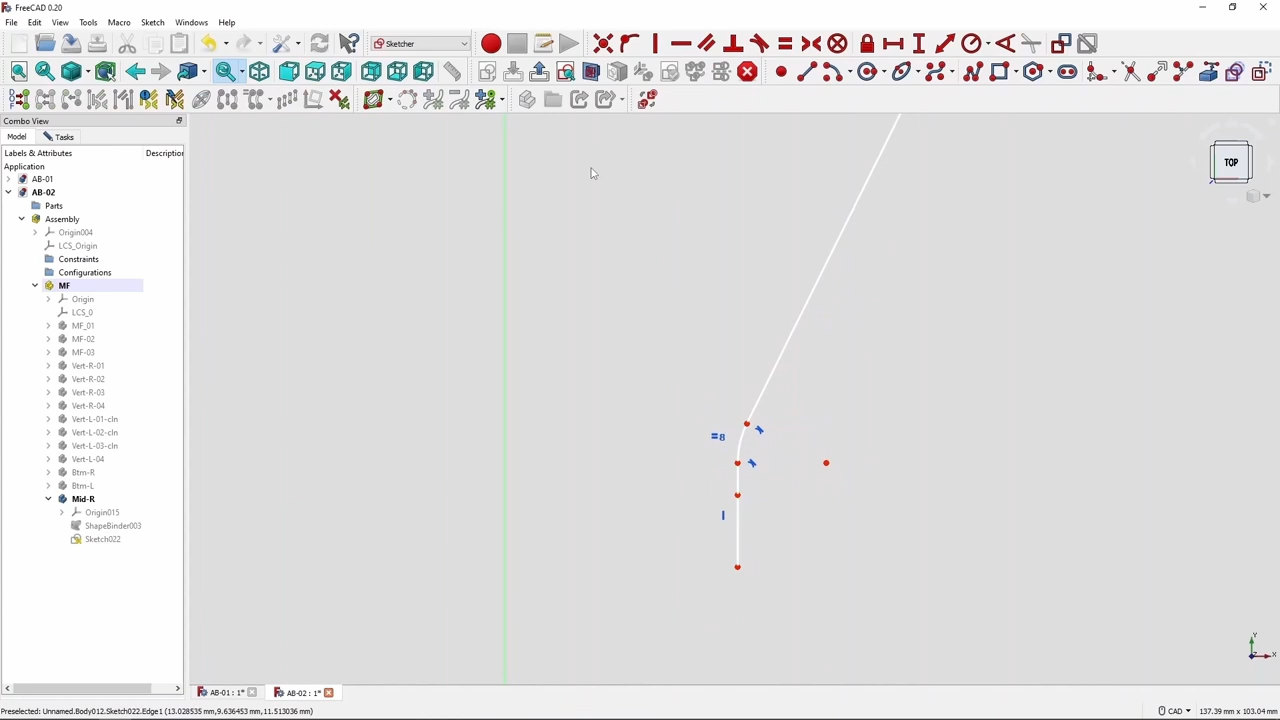 FreeCAD 0.20
File Edit View Tools Macro Sketch Windows Help
Sketcher
Combo View
Model Tasks
Labels & Attributes Description
Application
AB-01
AB-02
Parts
Assembly
Origin004
LCS_Origin
Constraints
Configurations
MF
Origin
LCS_0
MF_01
MF-02
MF-03
Vert-R-01
Vert-R-02
Vert-R-03
Vert-R-04
Vert-L-01-cln
Vert-L-02-cln
Vert-L-03-cln
Vert-L-04
Btm-R
Btm-L
Mid-R
Origin015
ShapeBinder003
Sketch022
TOP
=8
Y
Z
X
AB-01 : 1* AB-02 : 1*
Preselected: Unnamed.Body012.Sketch022.Edge1 (13.028535 mm,9.636453 mm,11.513036 mm) CAD 137.39 mm x 103.04 mm